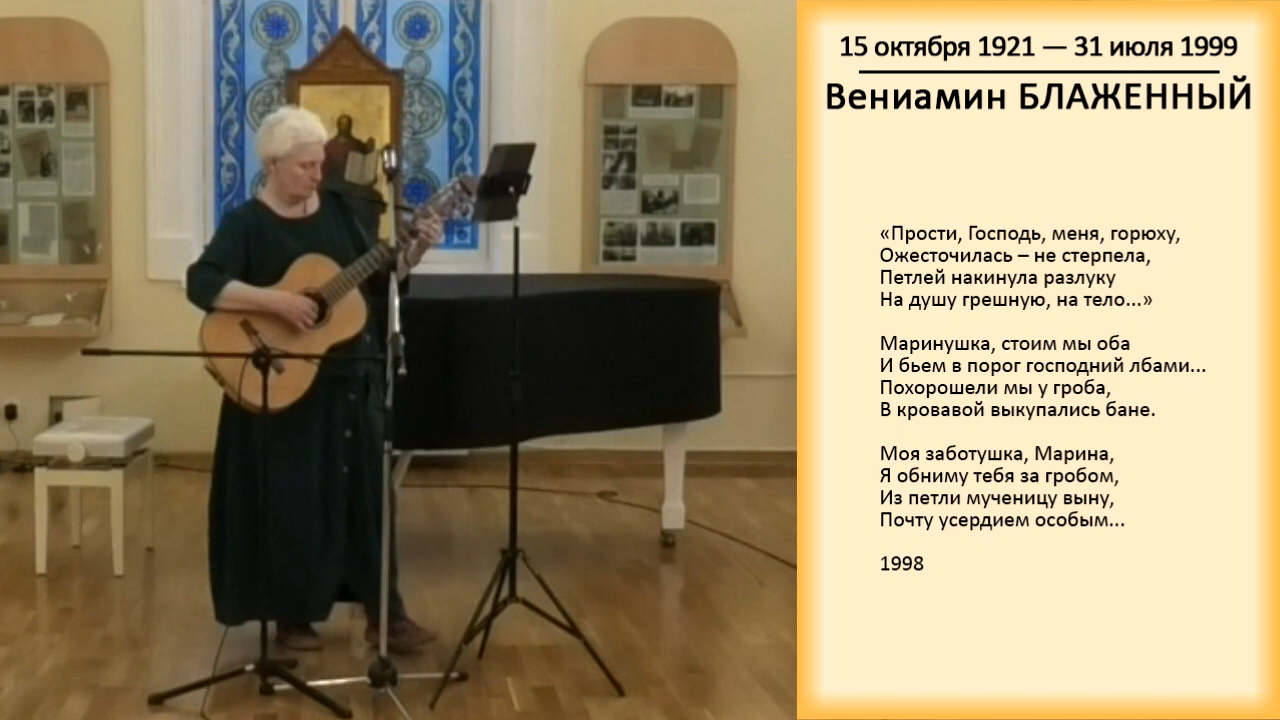 15 октября 1921 — 31 июля 1999
Вениамин БЛАЖЕННЫЙ
«Прости, Господь, меня, горюху,
Ожесточилась – не стерпела,
Петлей накинула разлуку
На душу грешную, на тело...»
Маринушка, стоим мы оба
И бьем в порог господний лбами...
Похорошели мы у гроба,
В кровавой выкупались бане.
Моя заботушка, Марина,
Я обниму тебя за гробом,
Из петли мученицу выну,
Почту усердием особым...
1998